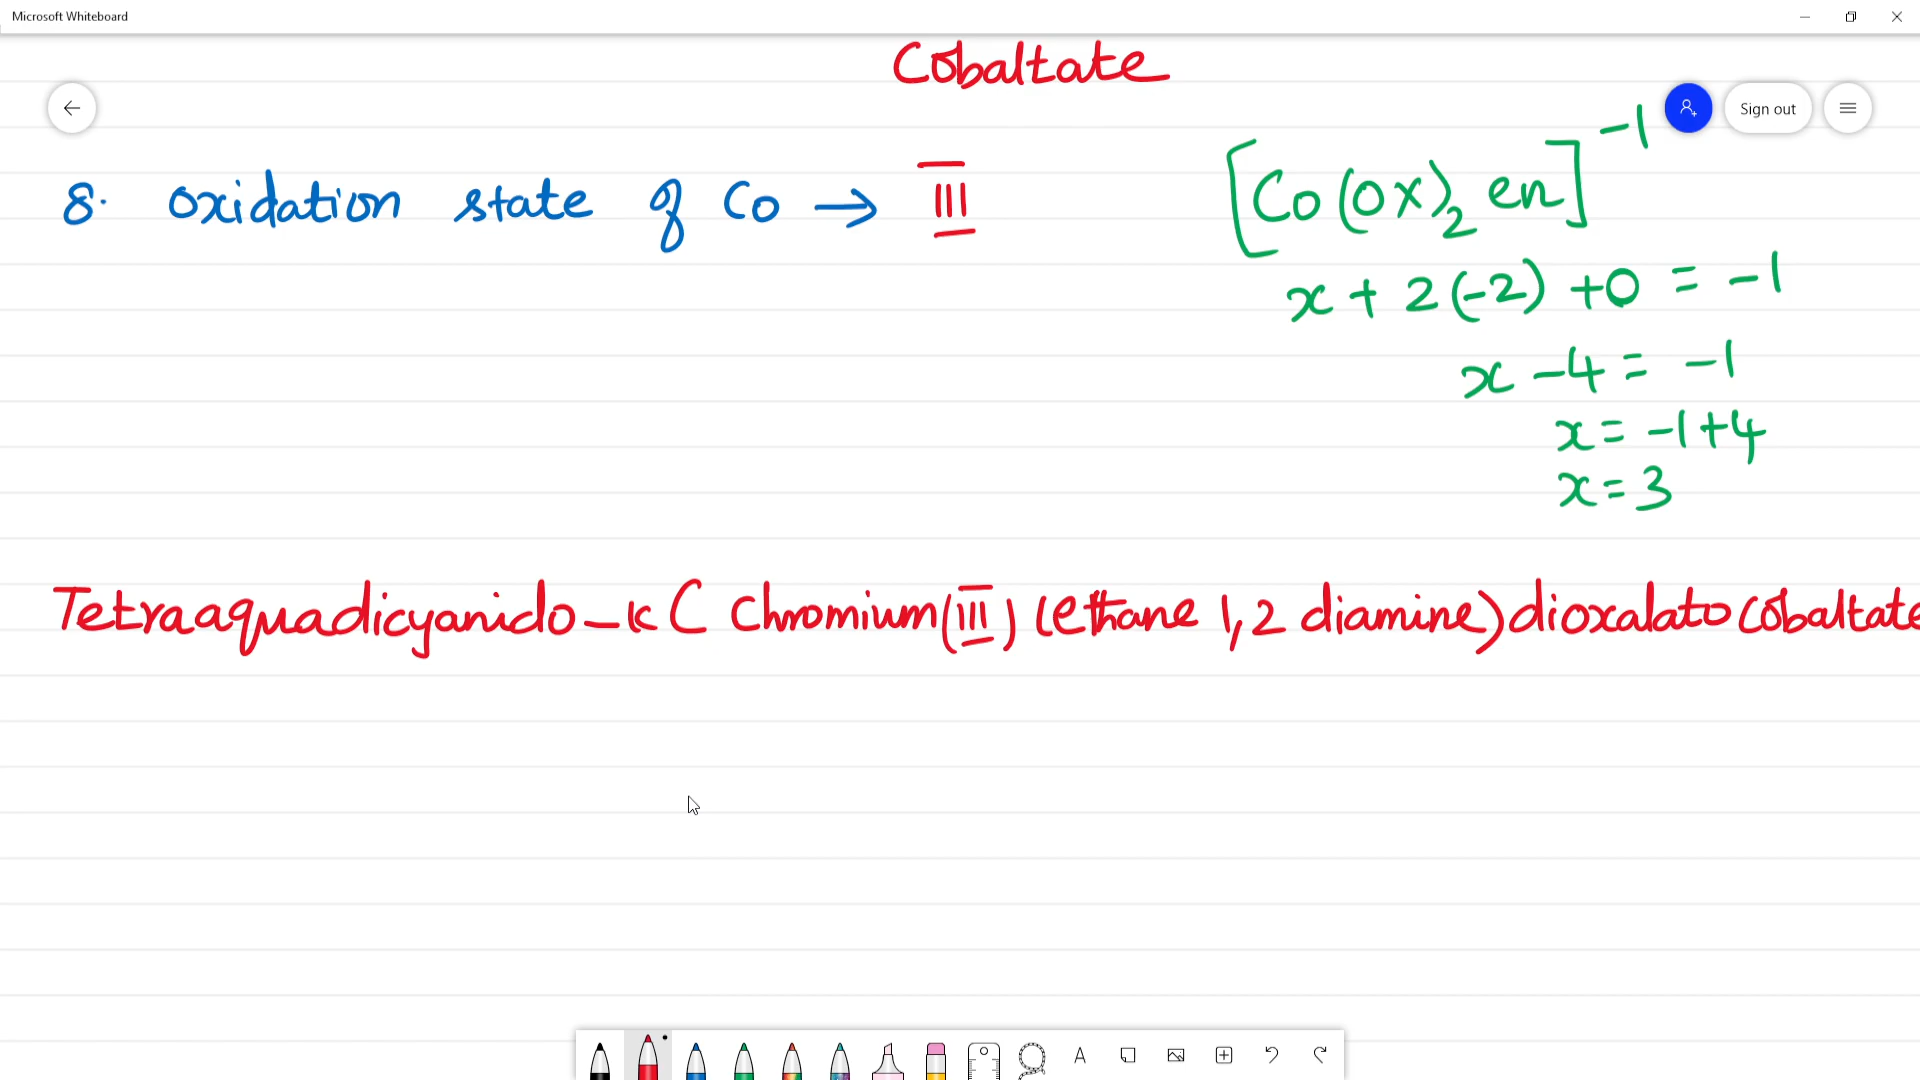 Microsoft Whiteboard
Cobaltate
Sign out
8. oxidation state of Co → III
[Co(ox)₂ en]⁻¹
x + 2(-2) +0 = -1
x -4 = -1
x = -1+4
x = 3
Tetraaquadicyanido-κC Chromium(III) (ethane 1,2 diamine)dioxalato Cobaltate
A